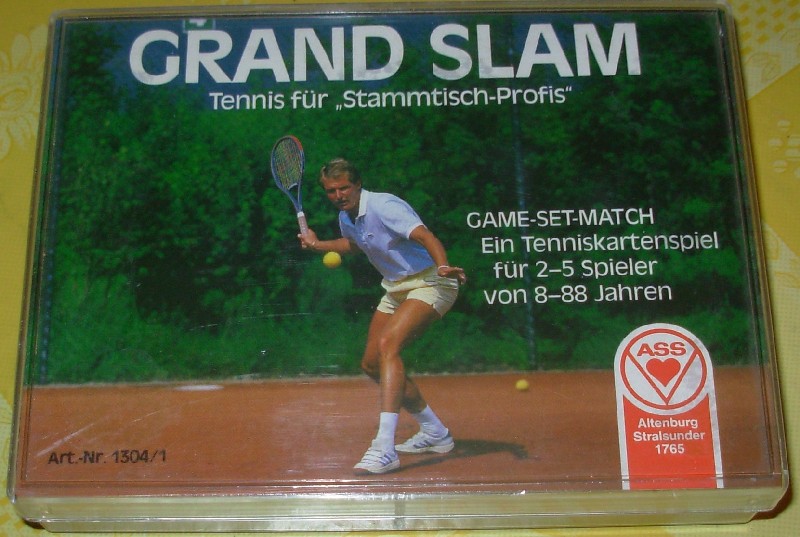 GRAND SLAM
Tennis für „Stammtisch-Profis“
GAME-SET-MATCH
Ein Tenniskartenspiel
für 2–5 Spieler
von 8–88 Jahren
ASS
Altenburg
Stralsunder
1765
Art.-Nr. 1304/1